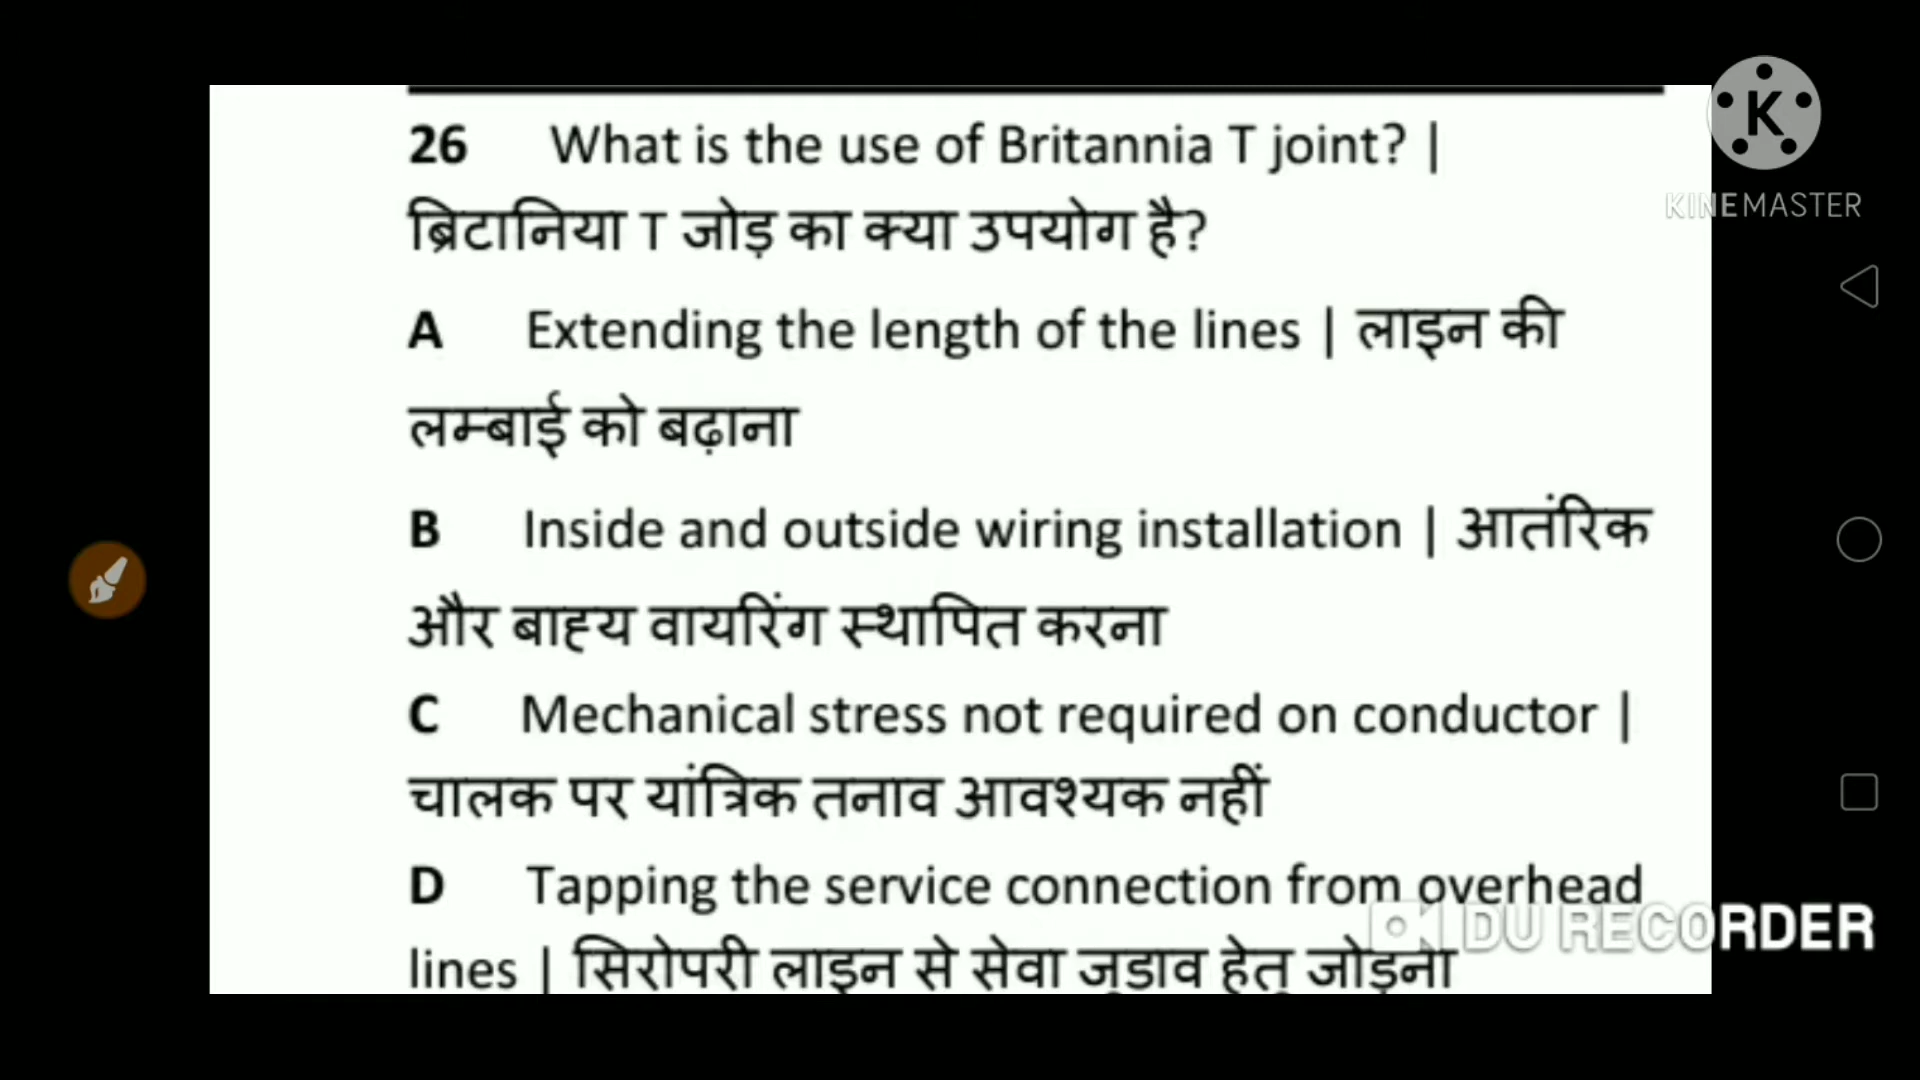 26 What is the use of Britannia T joint? |
ब्रिटानिया T जोड़ का क्या उपयोग है?
A Extending the length of the lines | लाइन की
लम्बाई को बढ़ाना
B Inside and outside wiring installation | आतंरिक
और बाह्य वायरिंग स्थापित करना
C Mechanical stress not required on conductor |
चालक पर यांत्रिक तनाव आवश्यक नहीं
D Tapping the service connection from overhead
lines | सिरोपरी लाइन से सेवा जूडाव हेतु जोड़ना
K
KINEMASTER
DU RECORDER